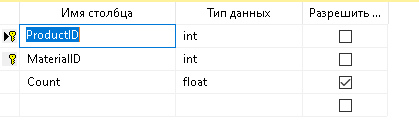 Имя столбца Тип данных Разрешить ...
ProductID int
MaterialID int
Count float